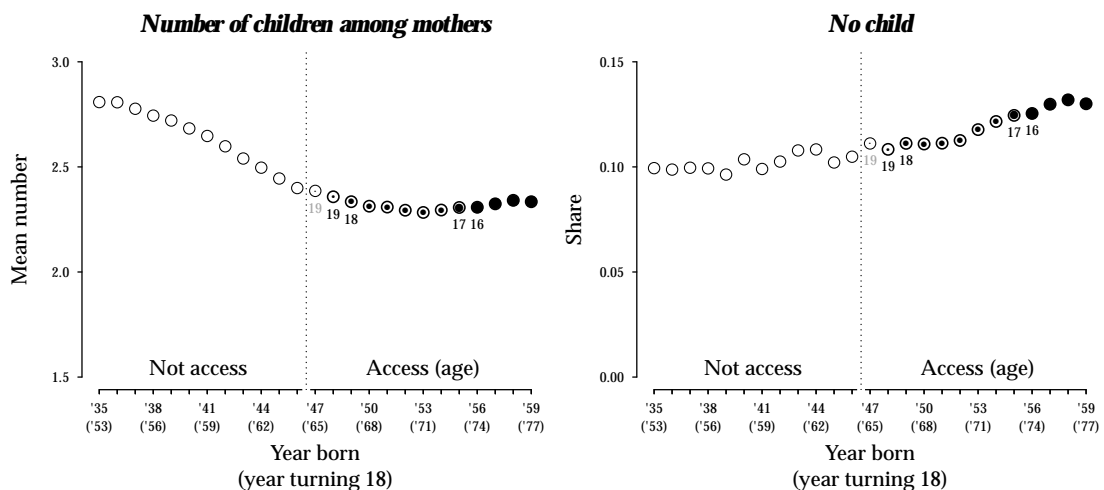 Number of children among mothers
3.0
2.5
2.0
1.5
Mean number
19
19
18
17
16
Not access
Access (age)
'35 '38 '41 '44 '47 '50 '53 '56 '59
('53) ('56) ('59) ('62) ('65) ('68) ('71) ('74) ('77)
Year born
(year turning 18)
No child
0.15
0.10
0.05
0.00
Share
19
19
18
17
16
Not access
Access (age)
'35 '38 '41 '44 '47 '50 '53 '56 '59
('53) ('56) ('59) ('62) ('65) ('68) ('71) ('74) ('77)
Year born
(year turning 18)